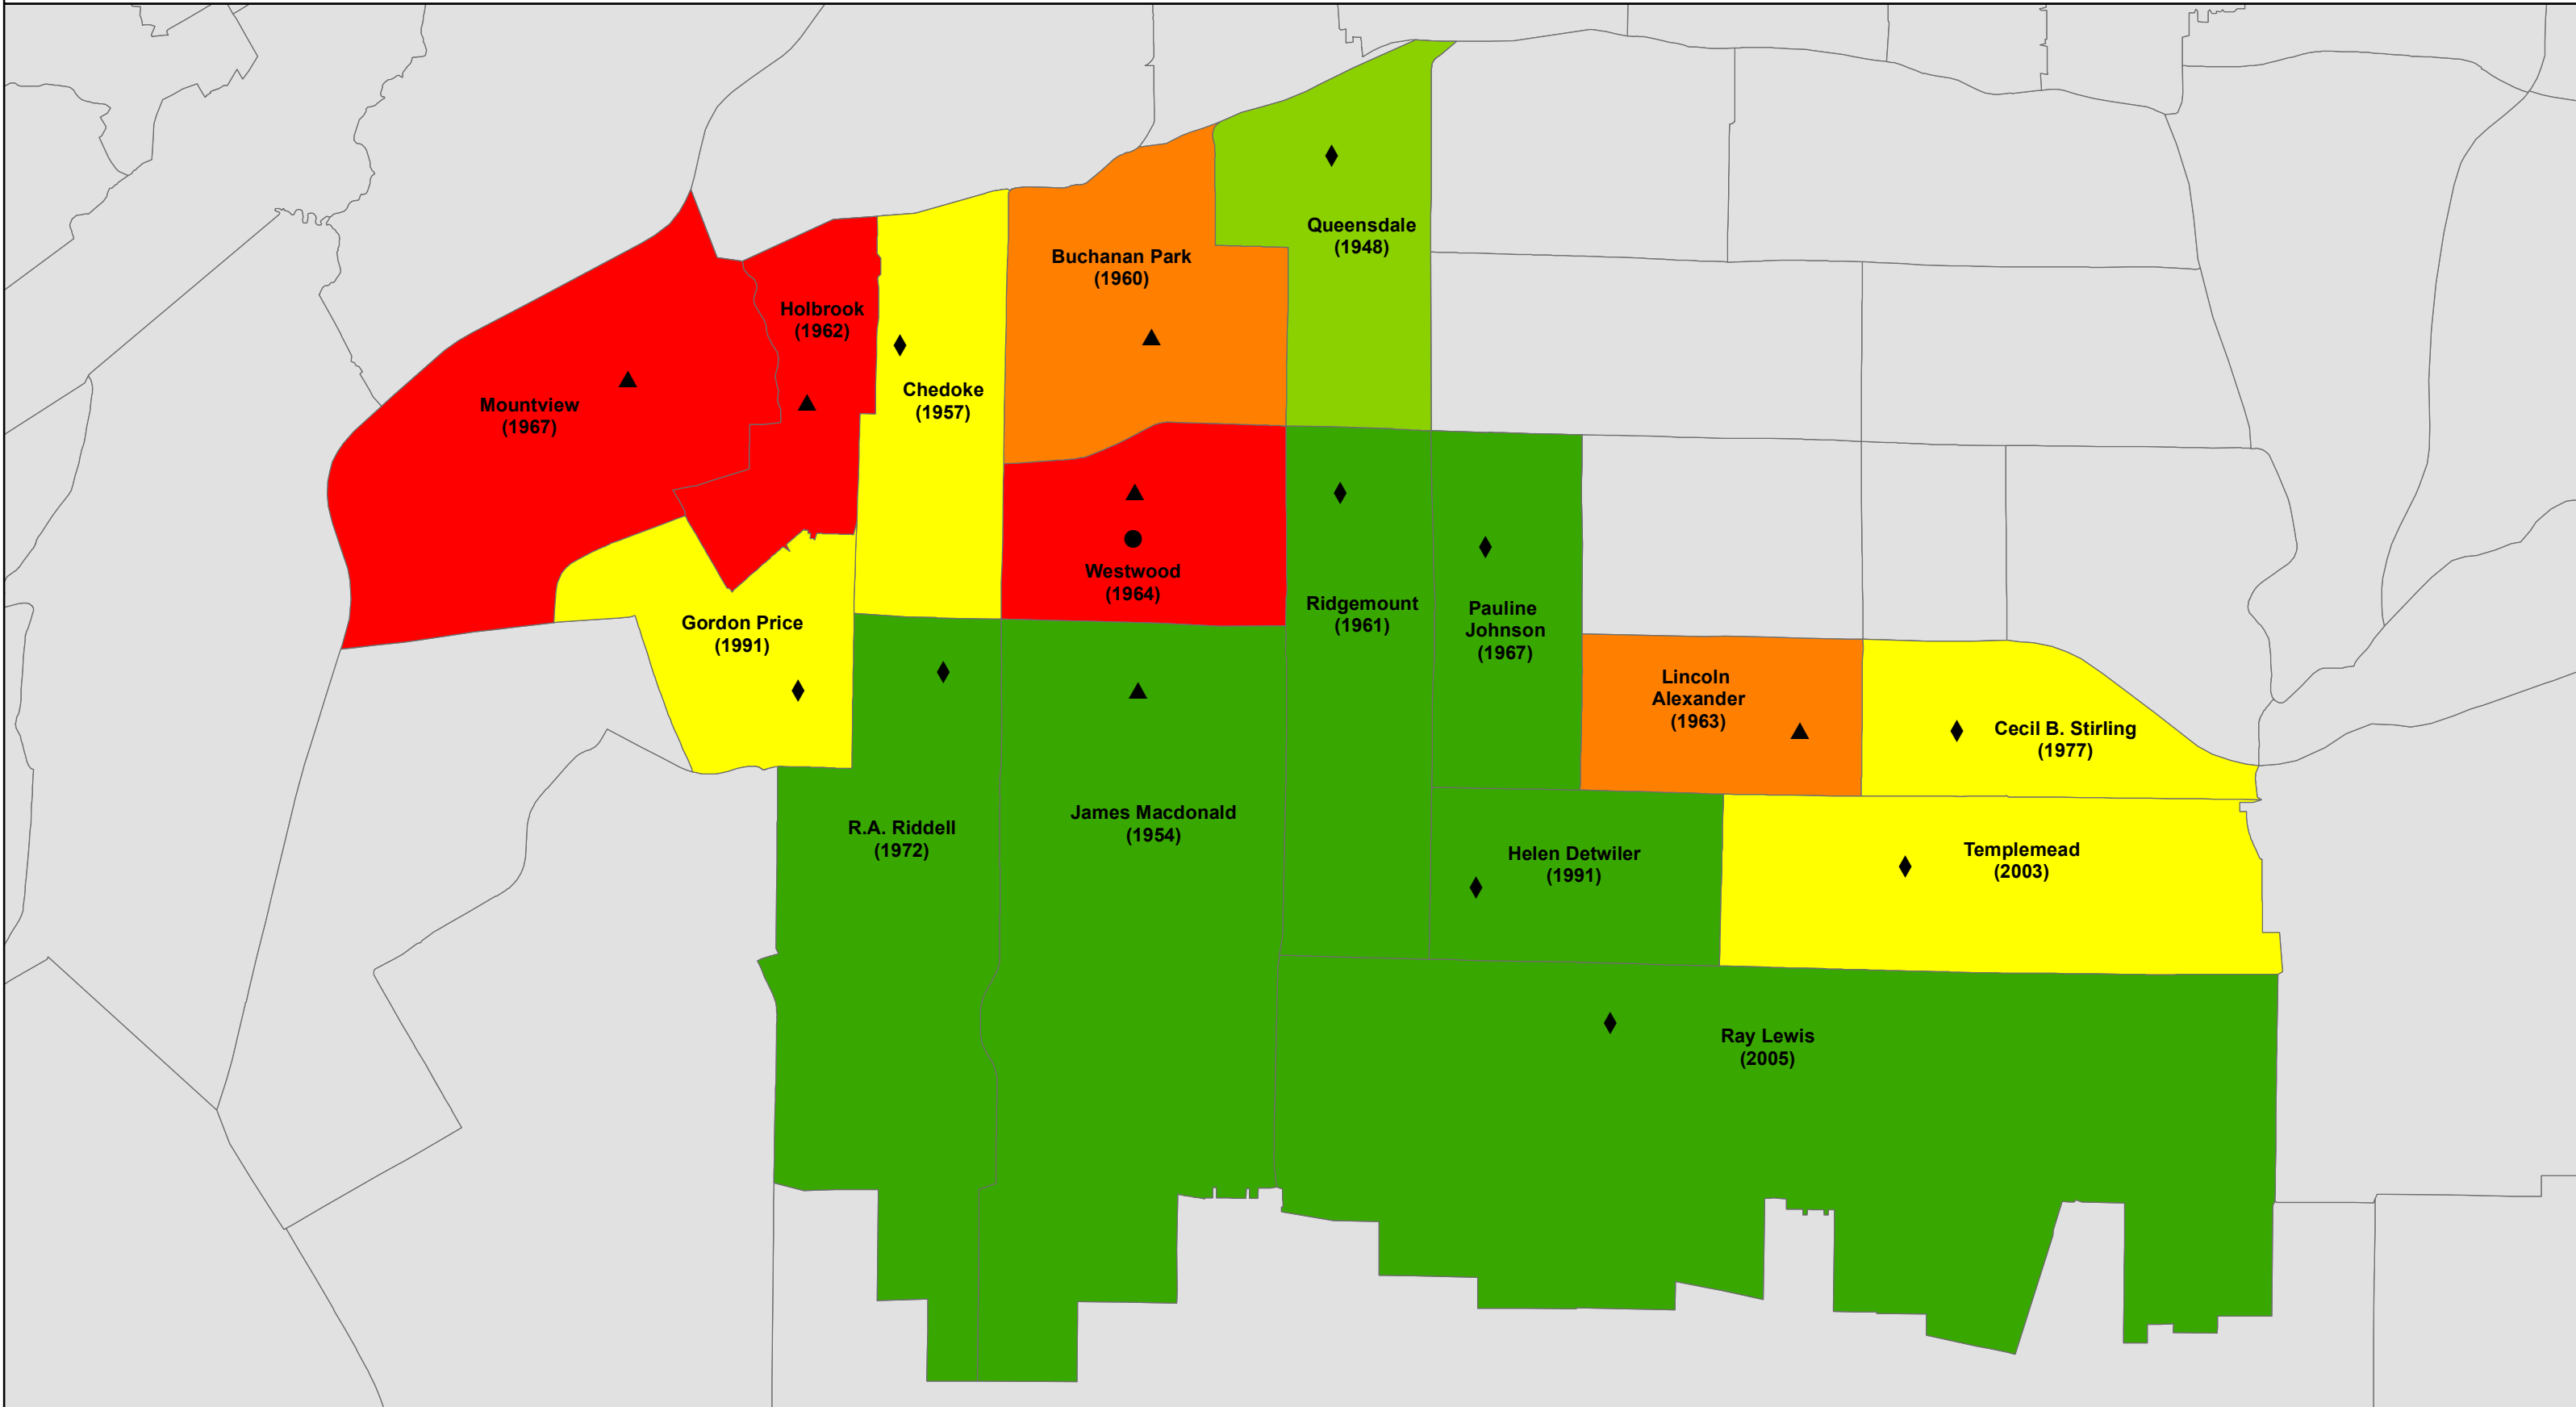 Queensdale
(1948)
Buchanan Park
(1960)
Holbrook
(1962)
Mountview
(1967)
Chedoke
(1957)
Westwood
(1964)
Ridgemount
(1961)
Pauline
Johnson
(1967)
Gordon Price
(1991)
Lincoln
Alexander
(1963)
Cecil B. Stirling
(1977)
R.A. Riddell
(1972)
James Macdonald
(1954)
Helen Detwiler
(1991)
Templemead
(2003)
Ray Lewis
(2005)